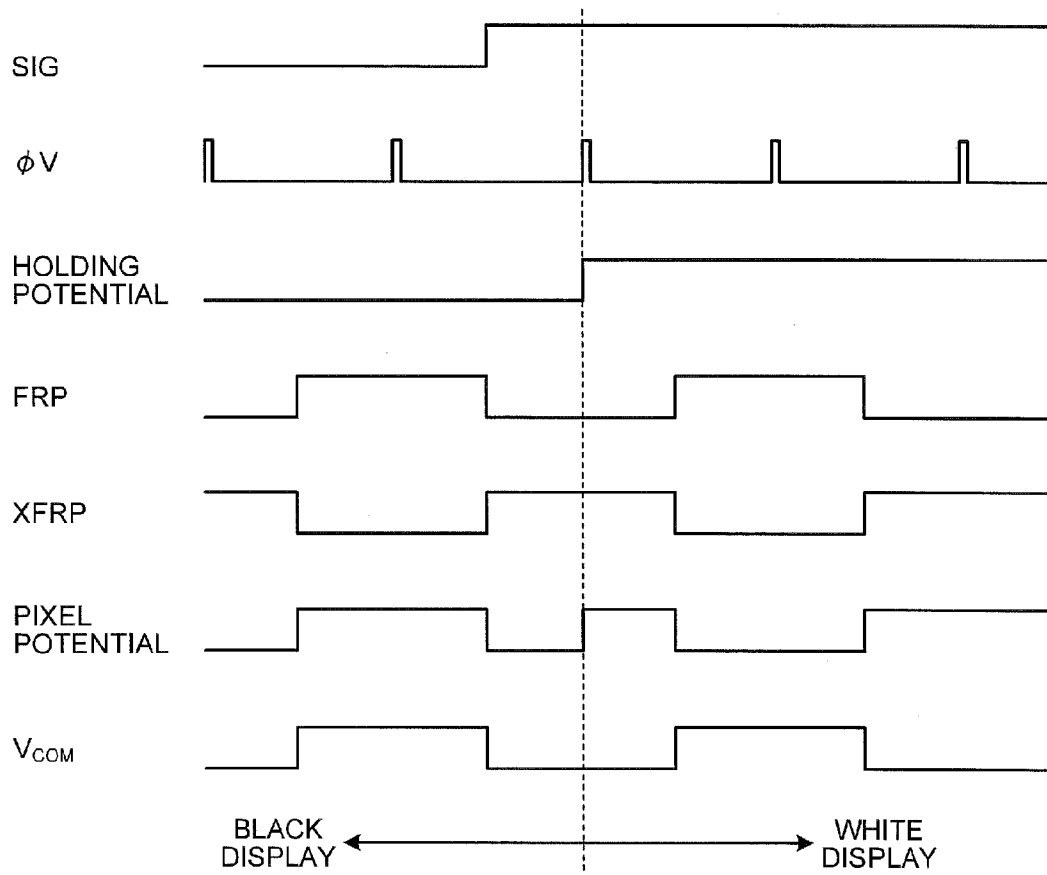 SIG
φV
HOLDING
POTENTIAL
FRP
XFRP
PIXEL
POTENTIAL
VCOM
BLACK
DISPLAY
WHITE
DISPLAY